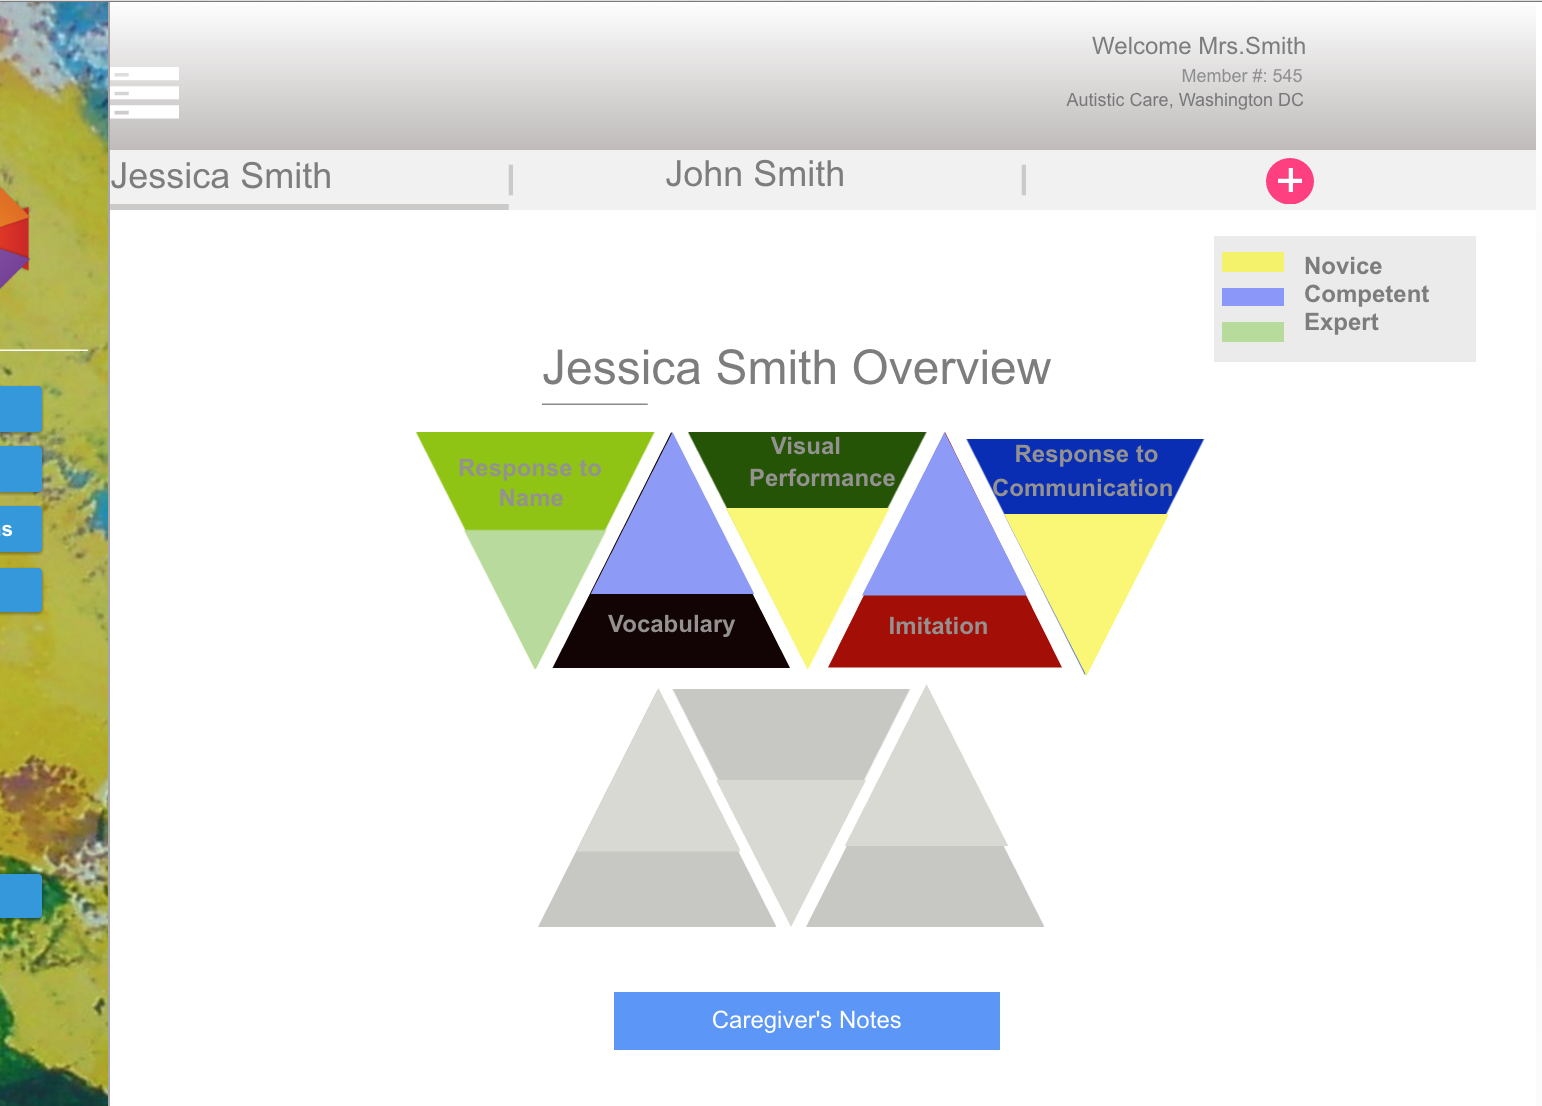 Welcome Mrs.Smith
Member #: 545
Autistic Care, Washington DC
Jessica Smith
John Smith
Novice
Competent
Expert
Jessica Smith Overview
Response to
Name
Visual
Performance
Response to
Communication
Vocabulary
Imitation
Caregiver's Notes